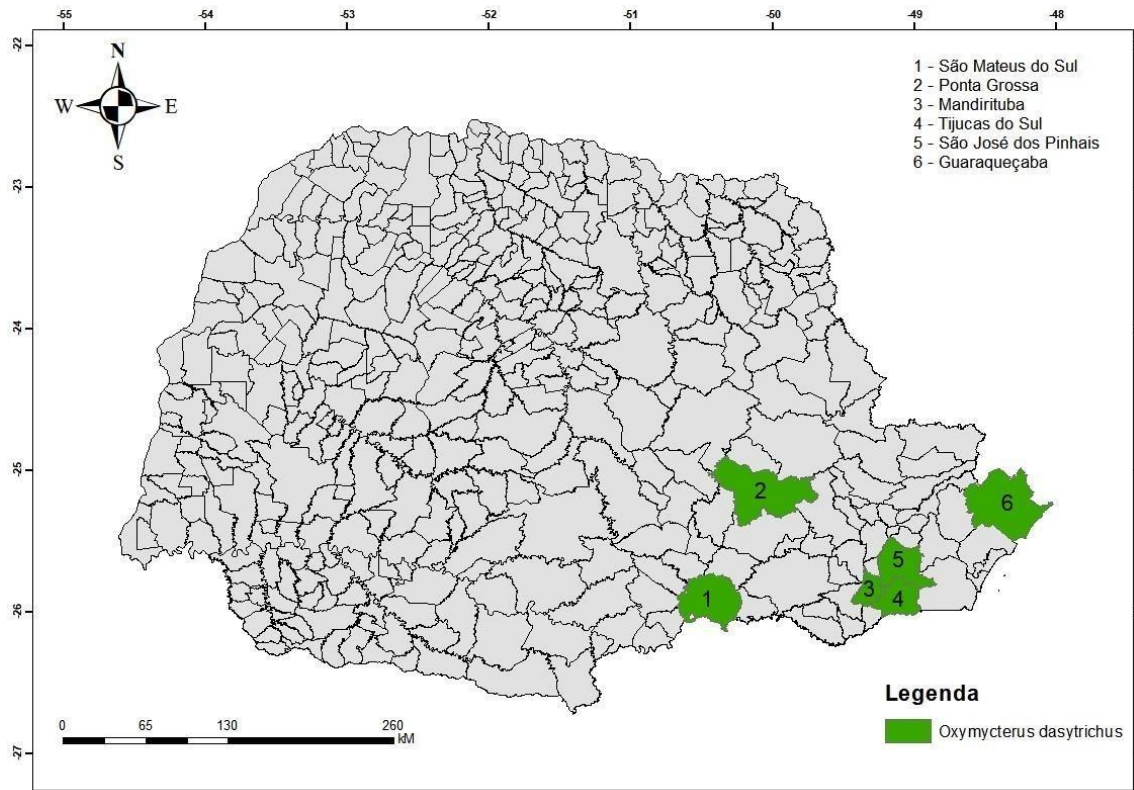 -55 -54 -53 -52 -51 -50 -49 -48
-22
-23
-24
-25
-26
-27
N
W E
S
1 - São Mateus do Sul
2 - Ponta Grossa
3 - Mandirituba
4 - Tijucas do Sul
5 - São José dos Pinhais
6 - Guaraqueçaba
2
6
5
3
4
1
0 65 130 260
kM
Legenda
Oxymycterus dasytrichus